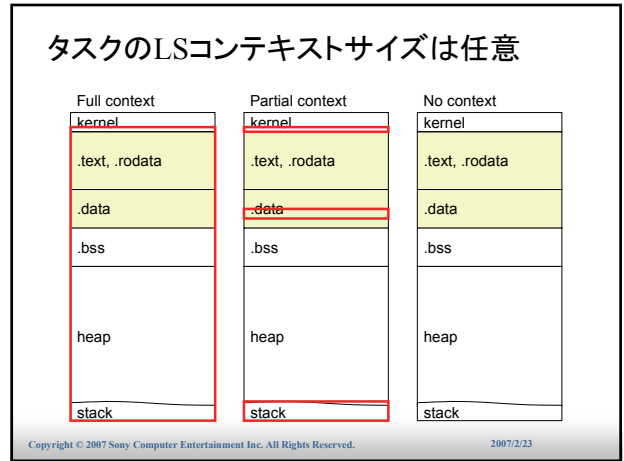 タスクのLSコンテキストサイズは任意
Full context
kernel
.text, .rodata
.data
.bss
heap
stack
Partial context
kernel
.text, .rodata
.data
.bss
heap
stack
No context
kernel
.text, .rodata
.data
.bss
heap
stack
Copyright © 2007 Sony Computer Entertainment Inc. All Rights Reserved.
2007/2/23